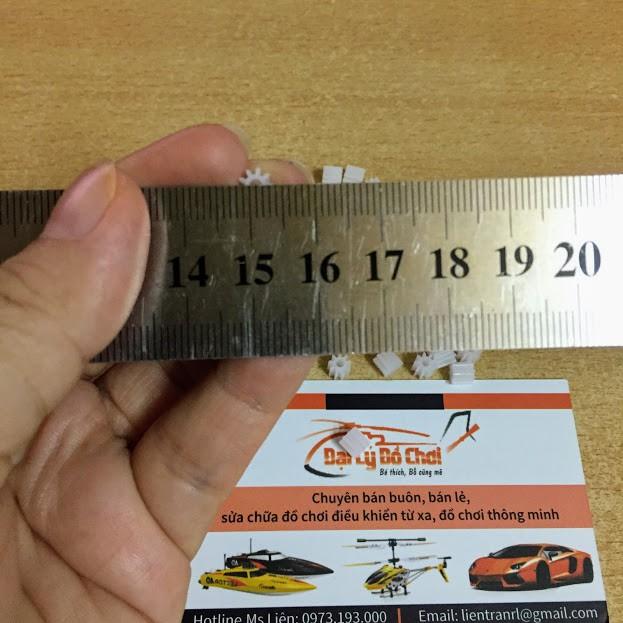 14 15 16 17 18 19 20
Đại Lý Đồ Chơi
Bé thích, Bố cũng mê
Chuyên bán buôn, bán lẻ,
sửa chữa đồ chơi điều khiển từ xa, đồ chơi thông minh
Hotline Ms Liên: 0973.193.000 | Email: lientranrl@gmail.com